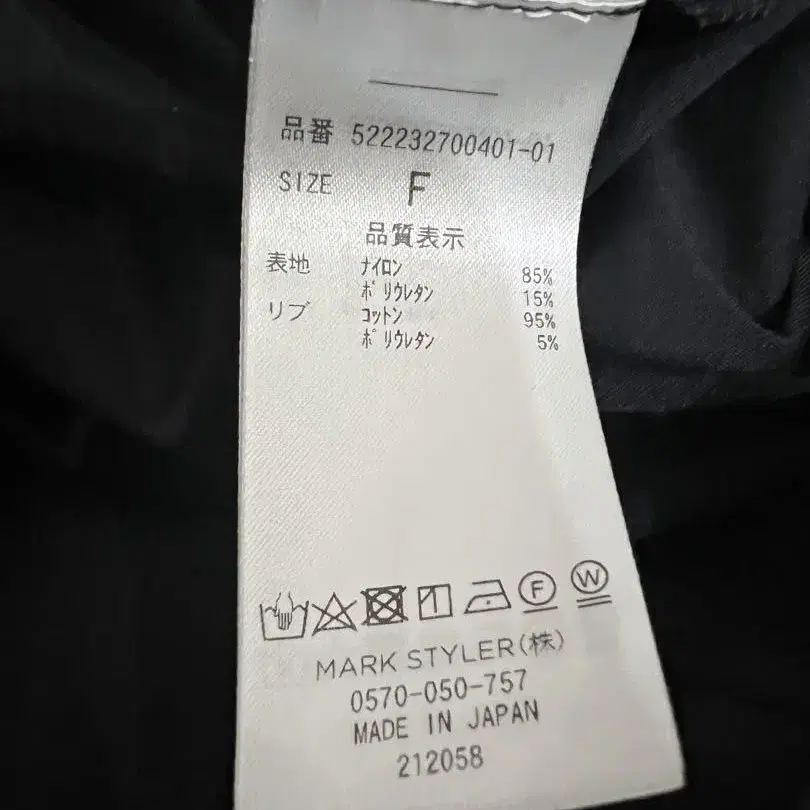 品番 522232700401-01
SIZE F
品質表示
表地 ナイロン 85%
ポリウレタン 15%
リブ コットン 95%
ポリウレタン 5%
F W
MARK STYLER(株)
0570-050-757
MADE IN JAPAN
212058